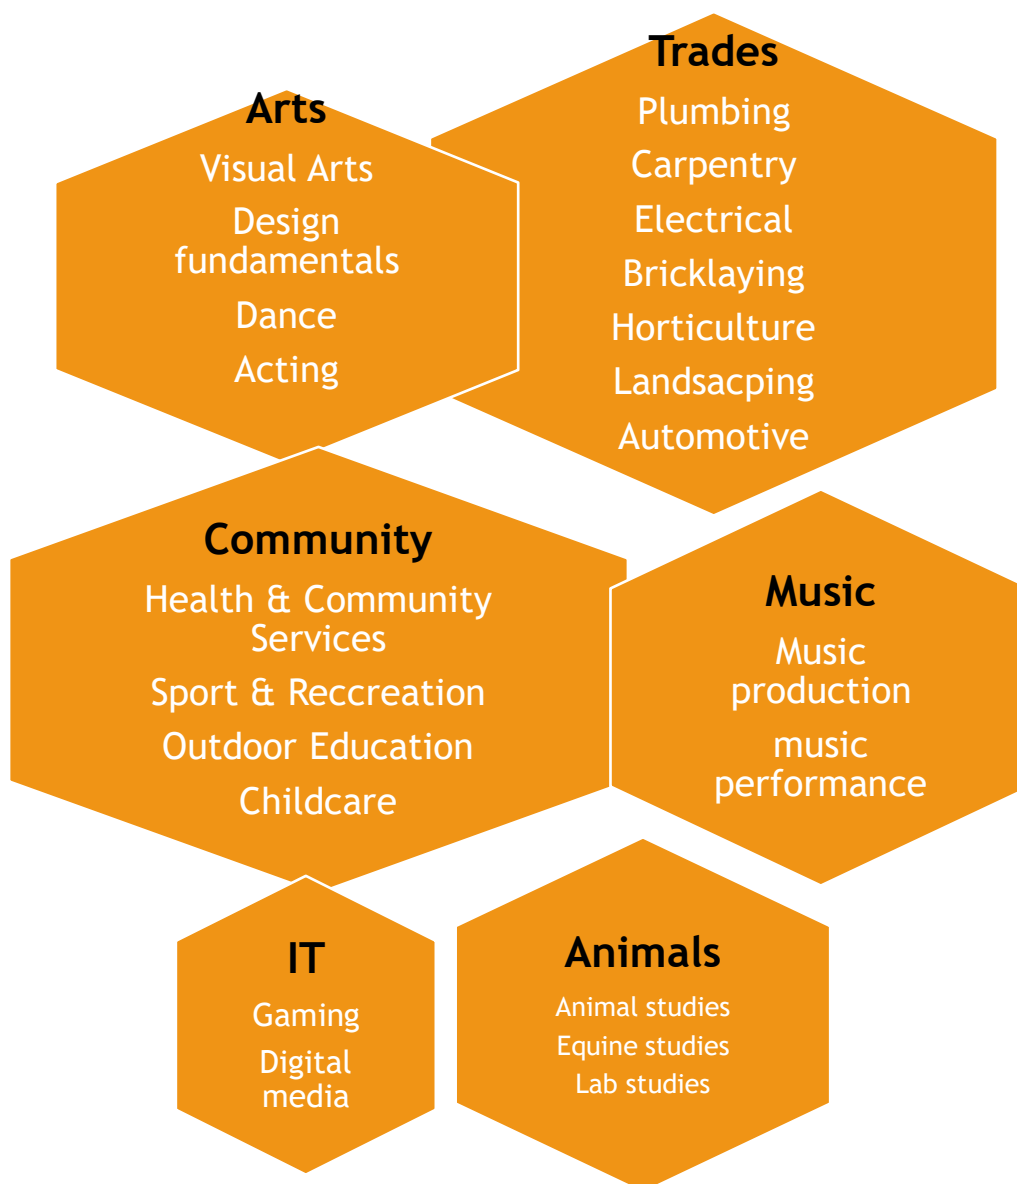 Arts
Visual Arts
Design
fundamentals
Dance
Acting
Trades
Plumbing
Carpentry
Electrical
Bricklaying
Horticulture
Landsacping
Automotive
Community
Health & Community
Services
Sport & Reccreation
Outdoor Education
Childcare
Music
Music
production
music
performance
IT
Gaming
Digital
media
Animals
Animal studies
Equine studies
Lab studies